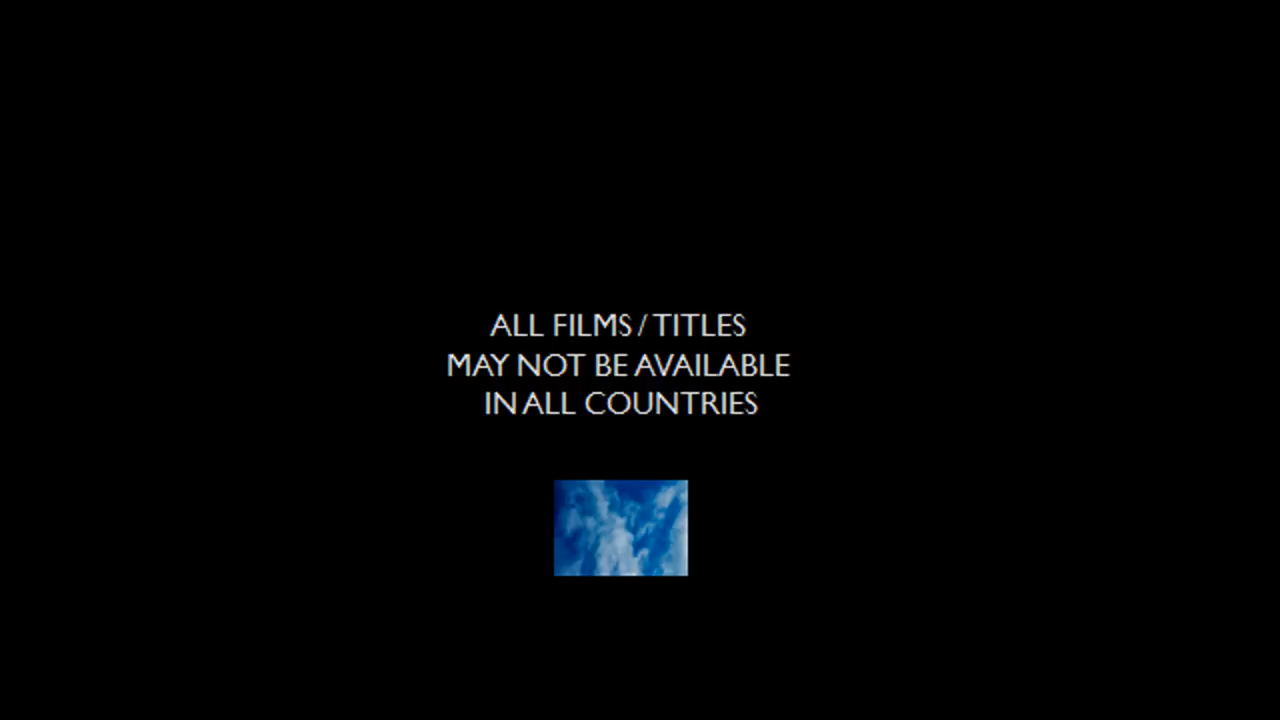 ALL FILMS / TITLES
MAY NOT BE AVAILABLE
IN ALL COUNTRIES